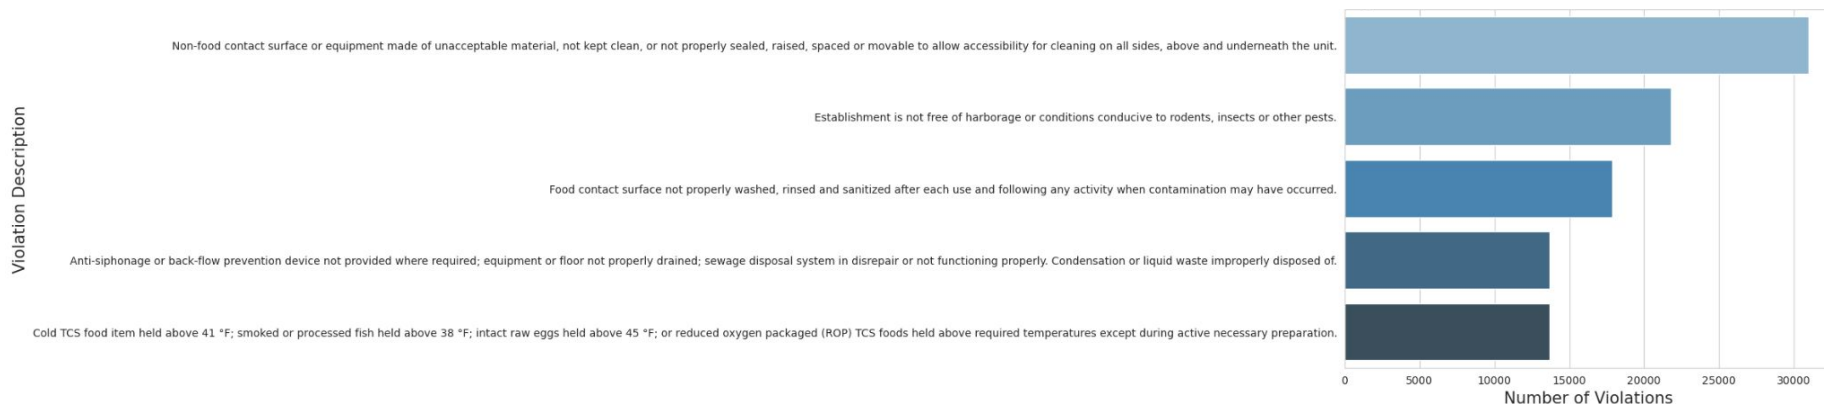 Violation Description
Non-food contact surface or equipment made of unacceptable material, not kept clean, or not properly sealed, raised, spaced or movable to allow accessibility for cleaning on all sides, above and underneath the unit.
Establishment is not free of harborage or conditions conducive to rodents, insects or other pests.
Food contact surface not properly washed, rinsed and sanitized after each use and following any activity when contamination may have occurred.
Anti-siphonage or back-flow prevention device not provided where required; equipment or floor not properly drained; sewage disposal system in disrepair or not functioning properly. Condensation or liquid waste improperly disposed of.
Cold TCS food item held above 41 °F; smoked or processed fish held above 38 °F; intact raw eggs held above 45 °F; or reduced oxygen packaged (ROP) TCS foods held above required temperatures except during active necessary preparation.
0 5000 10000 15000 20000 25000 30000
Number of Violations